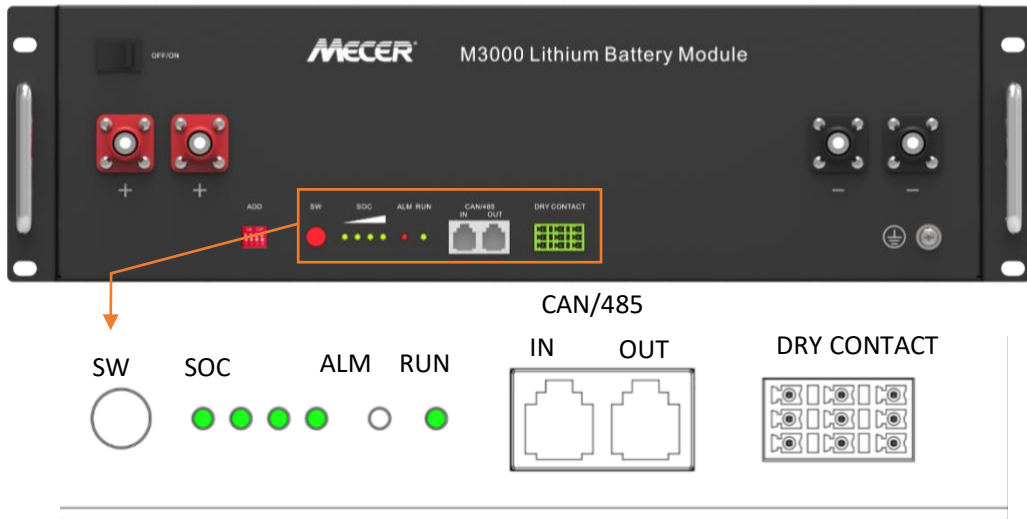 OFF/ON
MECER
M3000 Lithium Battery Module
+ + - -
ADD SW SOC ALM RUN CAN/485 DRY CONTACT
IN OUT
CAN/485
IN OUT DRY CONTACT
SW SOC ALM RUN